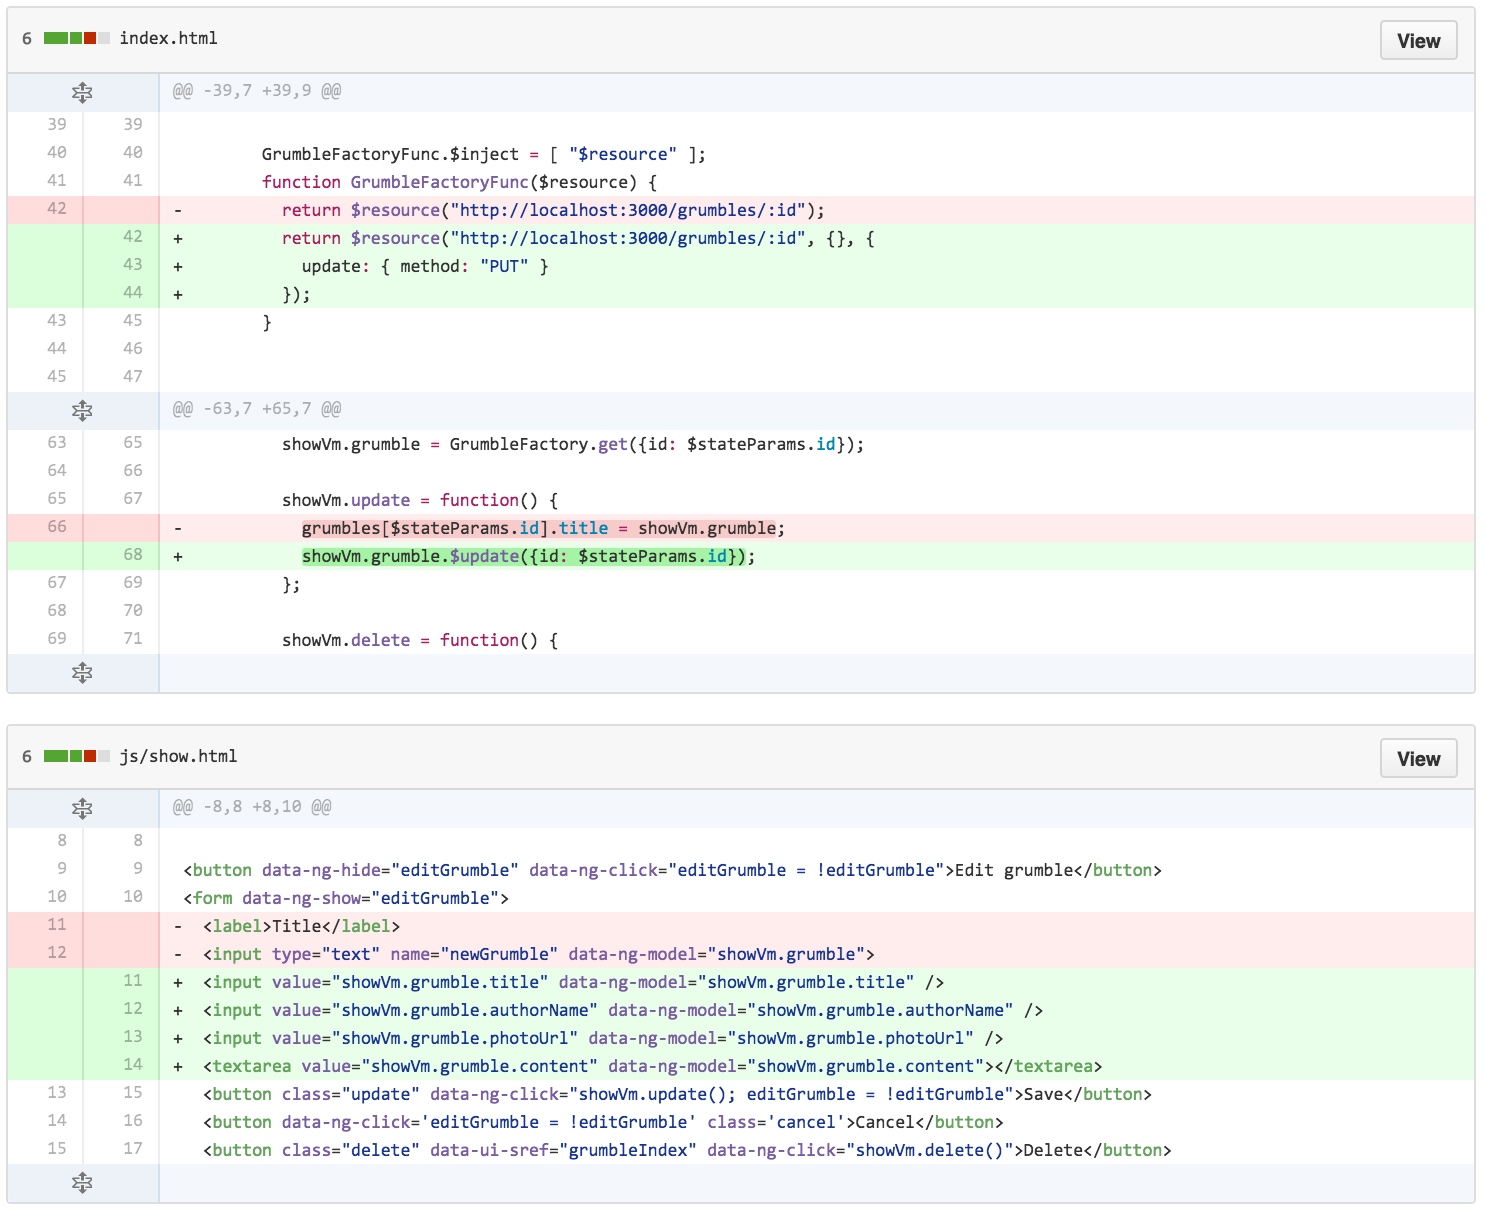 6 index.html View
@@ -39,7 +39,9 @@
39 39
40 40 GrumbleFactoryFunc.$inject = [ "$resource" ];
41 41 function GrumbleFactoryFunc($resource) {
42 - return $resource("http://localhost:3000/grumbles/:id");
42 + return $resource("http://localhost:3000/grumbles/:id", {}, {
43 + update: { method: "PUT" }
44 + });
43 45 }
44 46
45 47
@@ -63,7 +65,7 @@
63 65 showVm.grumble = GrumbleFactory.get({id: $stateParams.id});
64 66
65 67 showVm.update = function() {
66 - grumbles[$stateParams.id].title = showVm.grumble;
68 + showVm.grumble.$update({id: $stateParams.id});
67 69 };
68 70
69 71 showVm.delete = function() {
6 js/show.html View
@@ -8,8 +8,10 @@
8 8
9 9 <button data-ng-hide="editGrumble" data-ng-click="editGrumble = !editGrumble">Edit grumble</button>
10 10 <form data-ng-show="editGrumble">
11 - <label>Title</label>
12 - <input type="text" name="newGrumble" data-ng-model="showVm.grumble">
11 + <input value="showVm.grumble.title" data-ng-model="showVm.grumble.title" />
12 + <input value="showVm.grumble.authorName" data-ng-model="showVm.grumble.authorName" />
13 + <input value="showVm.grumble.photoUrl" data-ng-model="showVm.grumble.photoUrl" />
14 + <textarea value="showVm.grumble.content" data-ng-model="showVm.grumble.content"></textarea>
13 15 <button class="update" data-ng-click="showVm.update(); editGrumble = !editGrumble">Save</button>
14 16 <button data-ng-click='editGrumble = !editGrumble' class='cancel'>Cancel</button>
15 17 <button class="delete" data-ui-sref="grumbleIndex" data-ng-click="showVm.delete()">Delete</button>